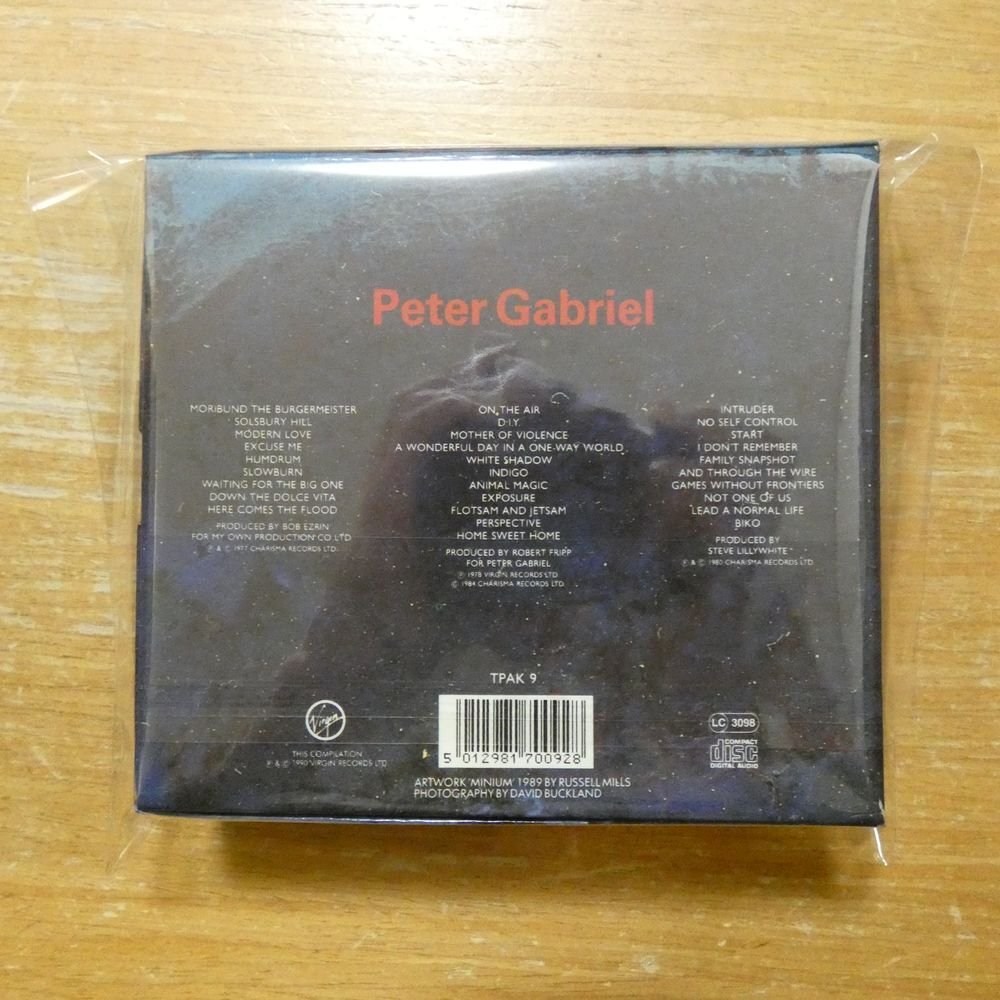 Peter Gabriel
MORIBUND THE BURGERMEISTER
SOLSBURY HILL
MODERN LOVE
EXCUSE ME
HUMDRUM
SLOWBURN
WAITING FOR THE BIG ONE
DOWN THE DOLCE VITA
HERE COMES THE FLOOD
PRODUCED BY BOB EZRIN
FOR MY OWN PRODUCTION CO LTD
℗ & © 1977 CHARISMA RECORDS LTD.
ON THE AIR
D.I.Y.
MOTHER OF VIOLENCE
A WONDERFUL DAY IN A ONE-WAY WORLD
WHITE SHADOW
INDIGO
ANIMAL MAGIC
EXPOSURE
FLOTSAM AND JETSAM
PERSPECTIVE
HOME SWEET HOME
PRODUCED BY ROBERT FRIPP
FOR PETER GABRIEL
℗ 1978 VIRGIN RECORDS LTD
© 1984 CHARISMA RECORDS LTD.
INTRUDER
NO SELF CONTROL
START
I DON'T REMEMBER
FAMILY SNAPSHOT
AND THROUGH THE WIRE
GAMES WITHOUT FRONTIERS
NOT ONE OF US
LEAD A NORMAL LIFE
BIKO
PRODUCED BY
STEVE LILLYWHITE
℗ & © 1980 CHARISMA RECORDS LTD.
TPAK 9
Virgin
THIS COMPILATION
℗ & © 1990 VIRGIN RECORDS LTD
5 012981 700928
LC 3098
COMPACT
disc
DIGITAL AUDIO
ARTWORK 'MINIUM' 1989 BY RUSSELL MILLS
PHOTOGRAPHY BY DAVID BUCKLAND